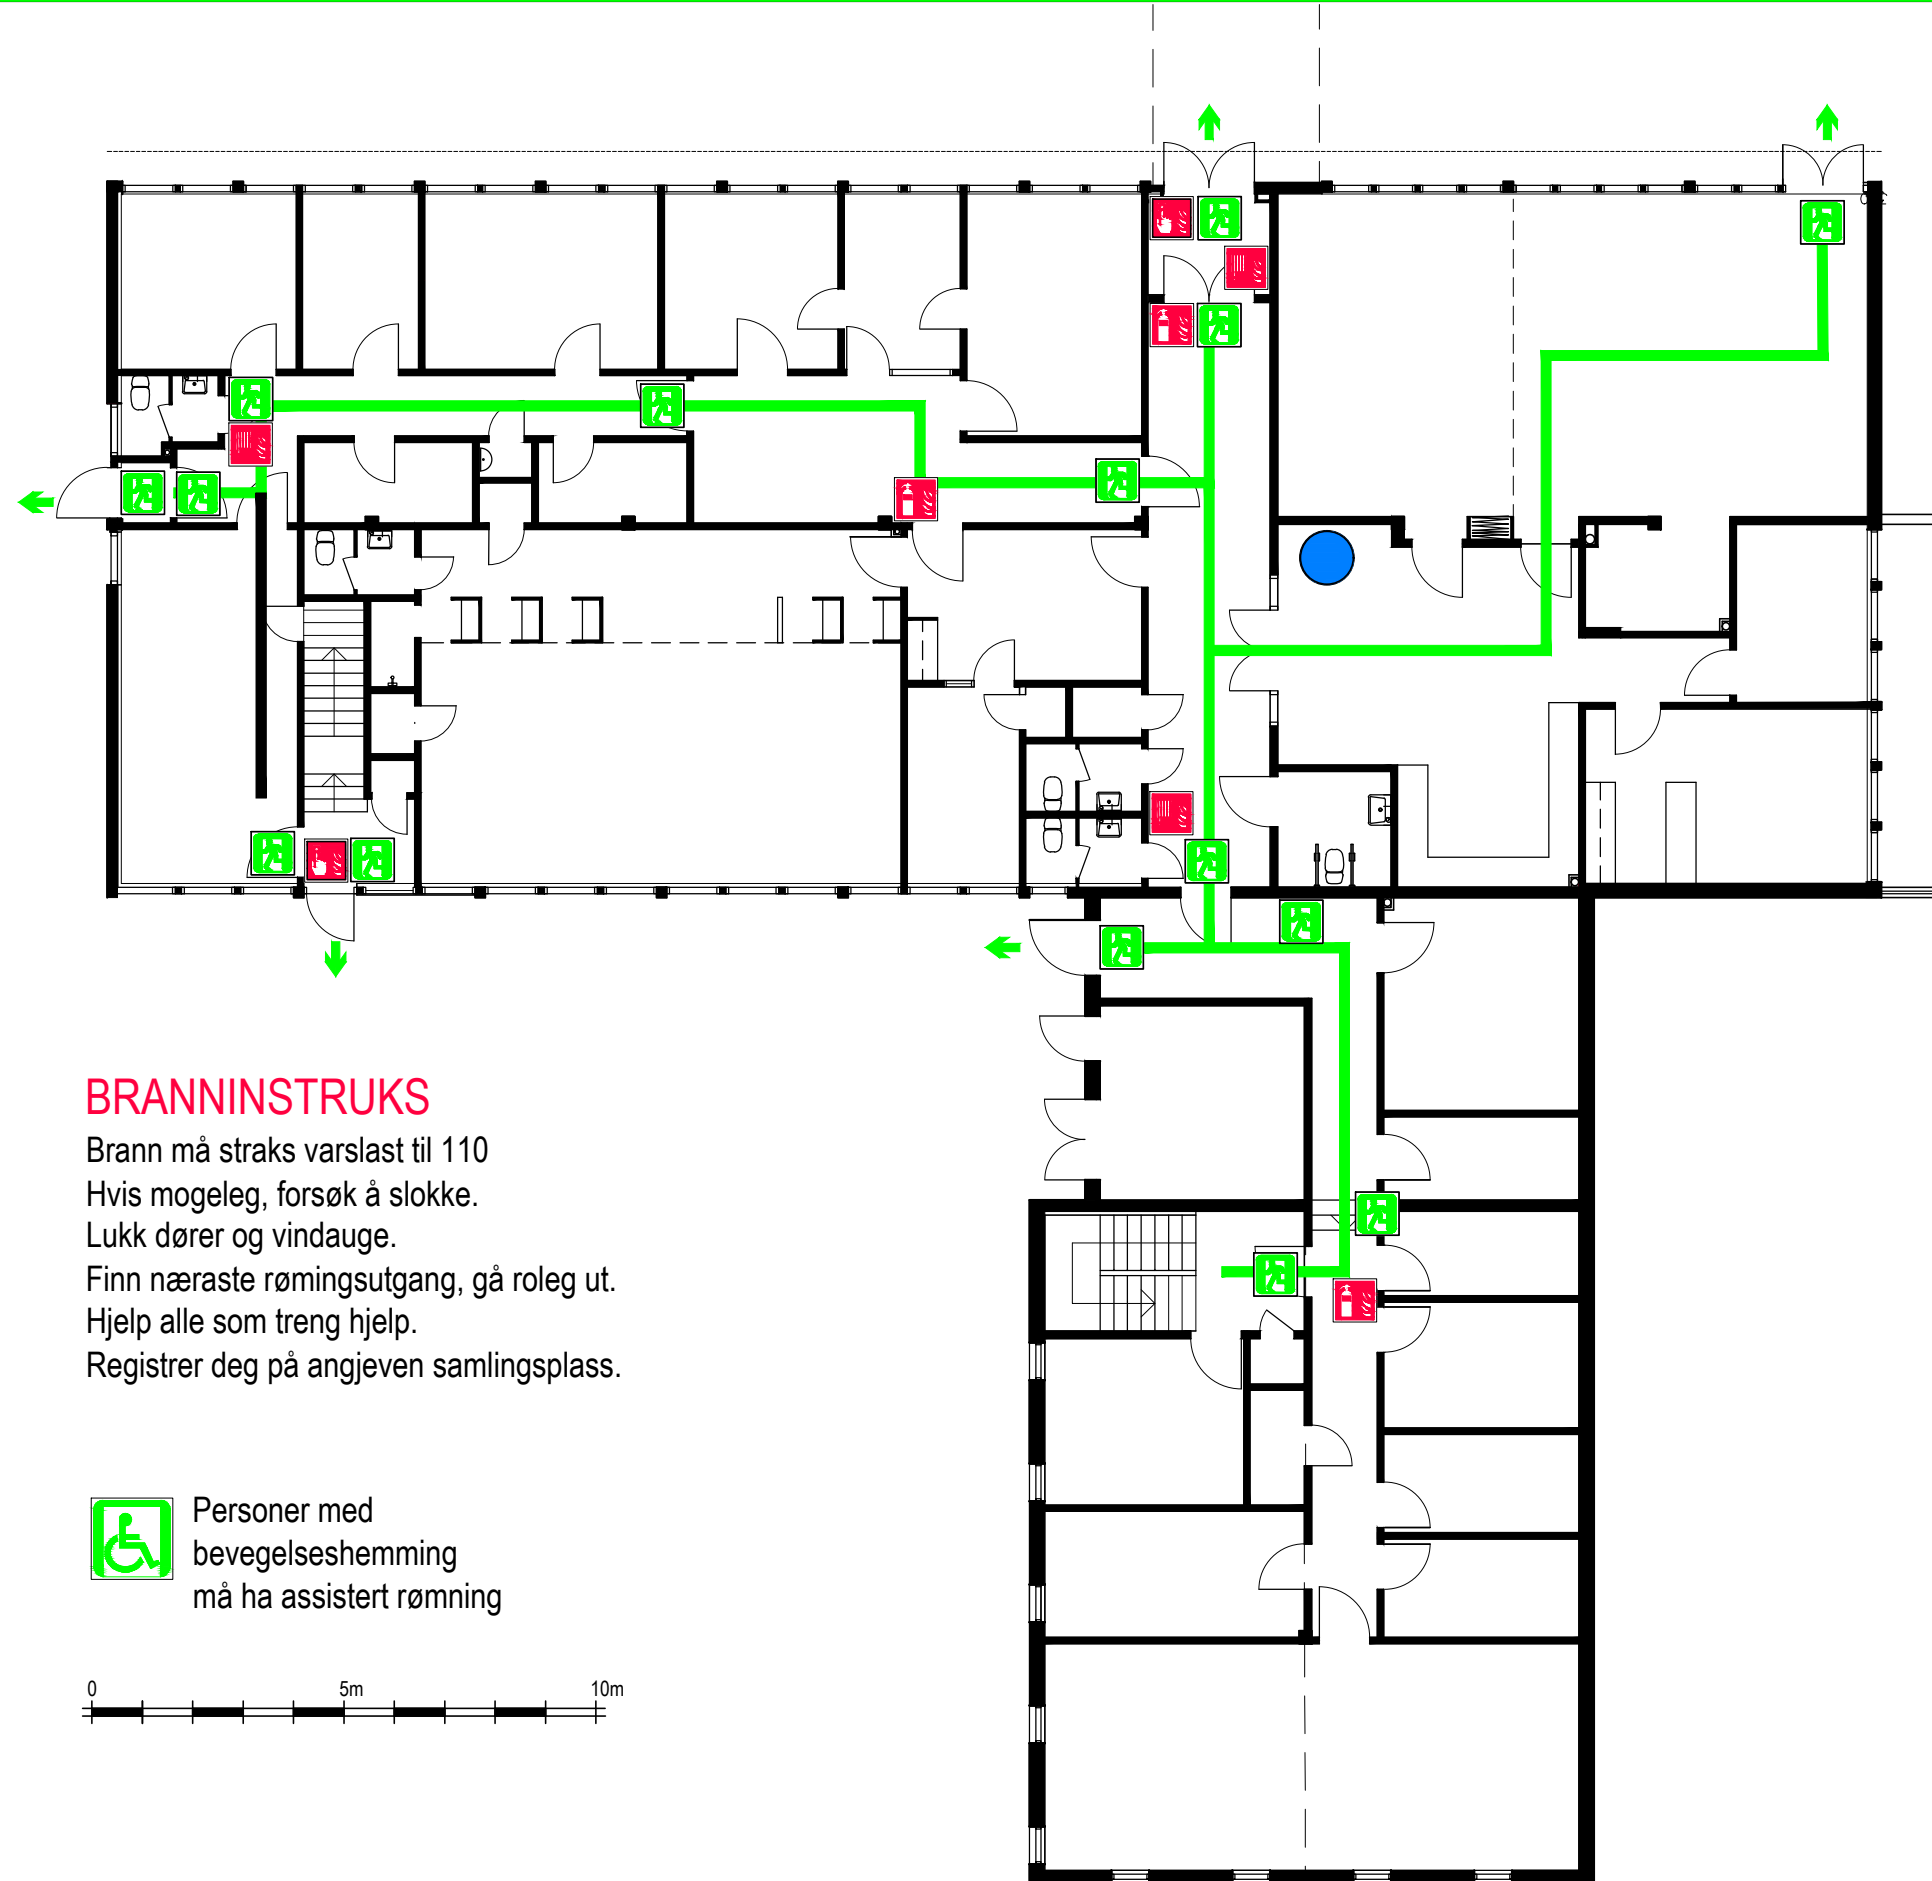 BRANNINSTRUKS
Brann må straks varslast til 110
Hvis mogeleg, forsøk å slokke.
Lukk dører og vindauge.
Finn næraste rømingsutgang, gå roleg ut.
Hjelp alle som treng hjelp.
Registrer deg på angjeven samlingsplass.
Personer med
bevegelseshemming
må ha assistert rømning
0 5m 10m